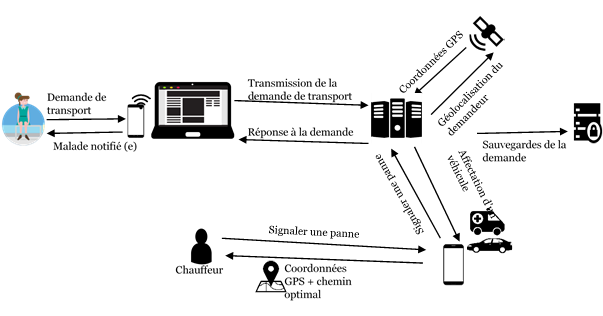 Demande de
transport
Malade notifié (e)
Transmission de la
demande de transport
Réponse à la demande
Coordonnées GPS
Géolocalisation du
demandeur
Sauvegardes de la
demande
Affectation d'
véhicule
Signaler une panne
Signaler une panne
Chauffeur
Coordonnées
GPS + chemin
optimal